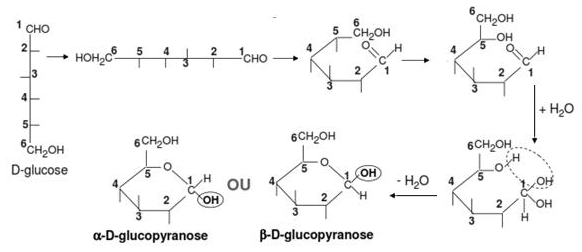 1 CHO
2
3
4
5
6 CH₂OH
D-glucose
HOH₂C 6 5 4 3 2 1 CHO
6 CH₂OH
5
4
3
2
1
C
O
H
6 CH₂OH
5 OH
4
3
2
1
C
O
H
+ H₂O
6 CH₂OH
5 O H
4
3
2
1
C
OH
OH
H
- H₂O
6 CH₂OH
5 O
4
3
2
1
H
OH
α-D-glucopyranose
OU
6 CH₂OH
5 O
4
3
2
1
OH
H
β-D-glucopyranose